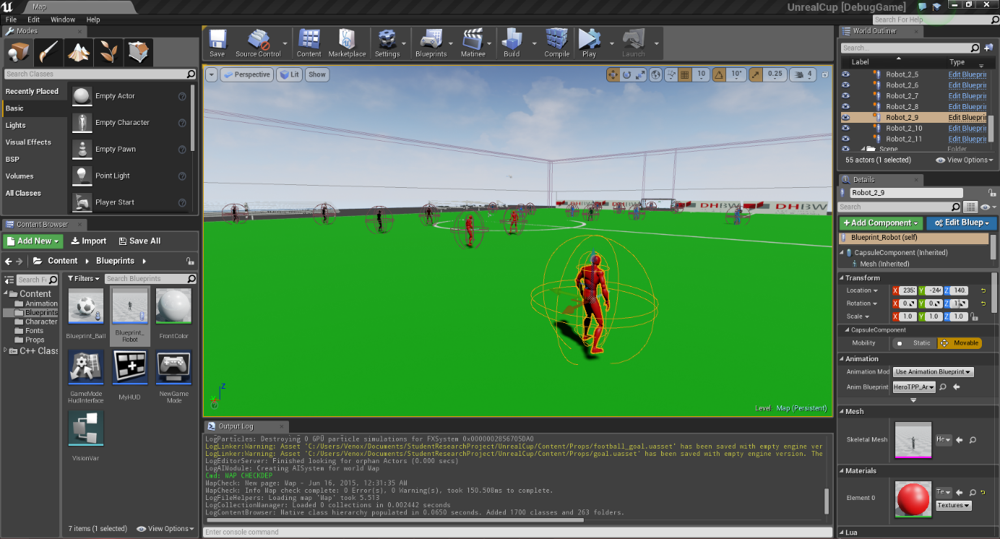 Map
UnrealCup [DebugGame]
File Edit Window Help
Search For Help
Modes
Search Classes
Recently Placed
Basic
Lights
Visual Effects
BSP
Volumes
All Classes
Empty Actor
Empty Character
Empty Pawn
Point Light
Player Start
Content Browser
Add New Import Save All
Content Blueprints
Filters Search Blueprints
Content
Animation
Blueprints
Character
Fonts
Props
C++ Class
Blueprint_Ball
Blueprint_
Robot
FrontColor
GameMode
HudInterface
MyHUD
NewGame
Mode
VisionVar
7 items (1 selected) View Options
Save Source Control Content Marketplace Settings Blueprints Matinee Build Compile Play Launch
Perspective Lit Show
10 10° 0.25 4
DHBW
DHBW
DHBW
Z
Level: Map (Persistent)
Output Log
LogParticles: Destroying 0 GPU particle simulations for FXSystem 0x0000002856705DA0
LogLinker:Warning: Asset 'C:/Users/Venox/Documents/StudentResearchProject/UnrealCup/Content/Props/football_goal.uasset' has been saved with empty engine ver
LogLinker:Warning: Asset 'C:/Users/Venox/Documents/StudentResearchProject/UnrealCup/Content/Props/goal.uasset' has been saved with empty engine version. The
LogEditorServer: Finished looking for orphan Actors (0.000 secs)
LogAIModule: Creating AISystem for world Map
Cmd: MAP CHECKDEP
MapCheck: New page: Map - Jun 16, 2015, 12:31:35 AM
MapCheck: Info Map check complete: 0 Error(s), 0 Warning(s), took 150.508ms to complete.
LogFileHelpers: Loading map 'Map' took 5.513
LogCollectionManager: Loaded 0 collections in 0.002442 seconds
LogContentBrowser: Native class hierarchy populated in 0.0650 seconds. Added 1700 classes and 263 folders.
Enter console command
World Outliner
Search...
Label Type
Robot_2_5 Edit Blueprin
Robot_2_6 Edit Blueprin
Robot_2_7 Edit Blueprin
Robot_2_8 Edit Blueprin
Robot_2_9 Edit Blueprin
Robot_2_10 Edit Blueprin
Robot_2_11 Edit Blueprin
Scene Folder
55 actors (1 selected) View Options
Details
Robot_2_9
Search
Add Component Edit Bluep
Blueprint_Robot (self)
CapsuleComponent (Inherited)
Mesh (Inherited)
Transform
Location X 235 Y -244 Z 140.
Rotation X 0. Y 0. Z
Scale X 1.0 Y 1.0 Z 1.0
CapsuleComponent
Mobility Static Movable
Animation
Animation Mod Use Animation Blueprint
Anim Blueprint HeroTPP_Ar
Mesh
Skeletal Mesh He
Materials
Element 0 Te
Textures
Lua